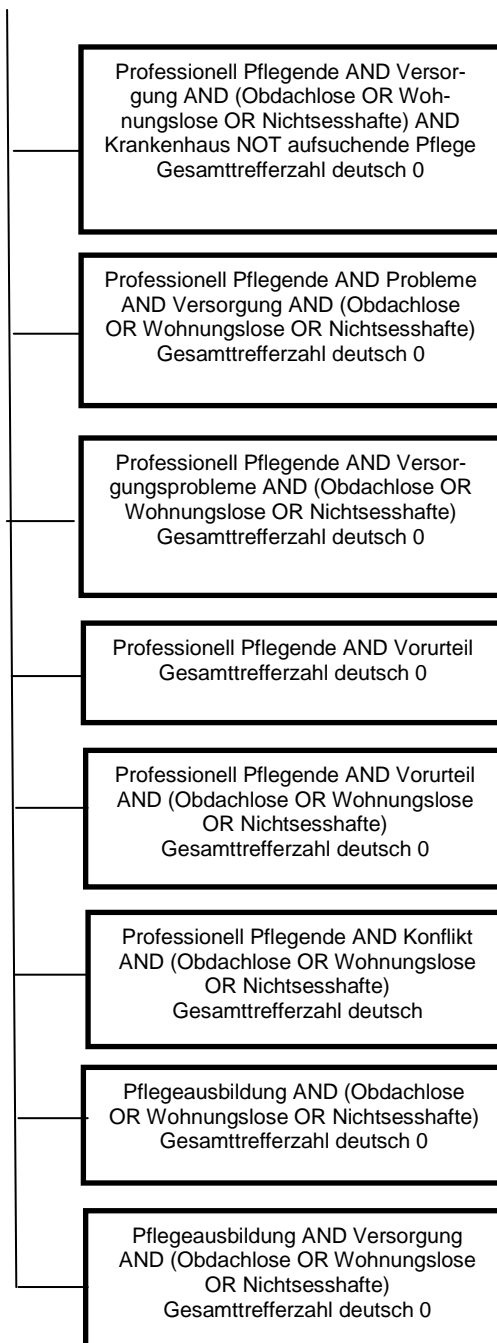 Professionell Pflegende AND Versor-
gung AND (Obdachlose OR Woh-
nungslose OR Nichtsesshafte) AND
Krankenhaus NOT aufsuchende Pflege
Gesamttrefferzahl deutsch 0
Professionell Pflegende AND Probleme
AND Versorgung AND (Obdachlose
OR Wohnungslose OR Nichtsesshafte)
Gesamttrefferzahl deutsch 0
Professionell Pflegende AND Versor-
gungsprobleme AND (Obdachlose OR
Wohnungslose OR Nichtsesshafte)
Gesamttrefferzahl deutsch 0
Professionell Pflegende AND Vorurteil
Gesamttrefferzahl deutsch 0
Professionell Pflegende AND Vorurteil
AND (Obdachlose OR Wohnungslose
OR Nichtsesshafte)
Gesamttrefferzahl deutsch 0
Professionell Pflegende AND Konflikt
AND (Obdachlose OR Wohnungslose
OR Nichtsesshafte)
Gesamttrefferzahl deutsch
Pflegeausbildung AND (Obdachlose
OR Wohnungslose OR Nichtsesshafte)
Gesamttrefferzahl deutsch 0
Pflegeausbildung AND Versorgung
AND (Obdachlose OR Wohnungslose
OR Nichtsesshafte)
Gesamttrefferzahl deutsch 0